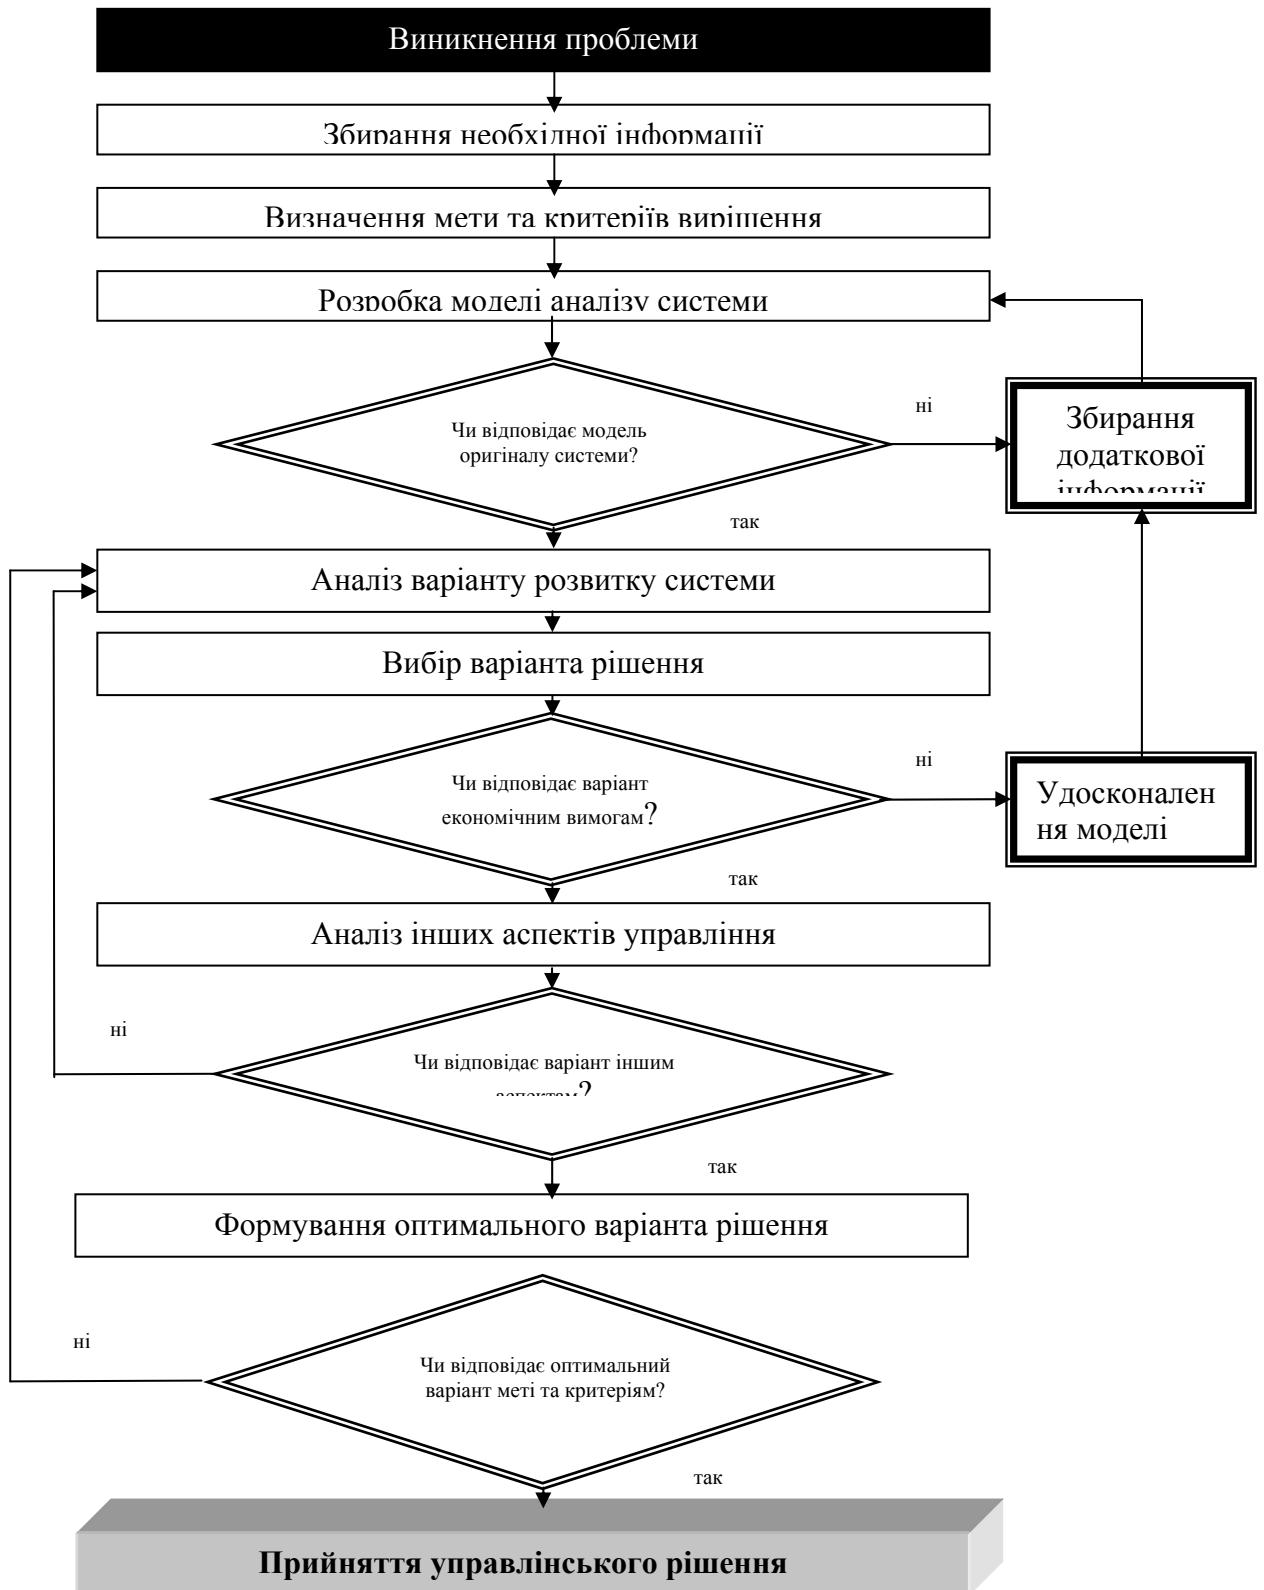 Виникнення проблеми
Збирання необхідної інформації
Визначення мети та критеріїв вирішення
Розробка моделі аналізу системи
Чи відповідає модель
оригіналу системи?
ні
Збирання
додаткової
інформації
так
Аналіз варіанту розвитку системи
Вибір варіанта рішення
Чи відповідає варіант
економічним вимогам?
ні
Удосконален
ня моделі
так
Аналіз інших аспектів управління
ні
Чи відповідає варіант іншим
аспектам?
так
Формування оптимального варіанта рішення
ні
Чи відповідає оптимальний
варіант меті та критеріям?
так
Прийняття управлінського рішення